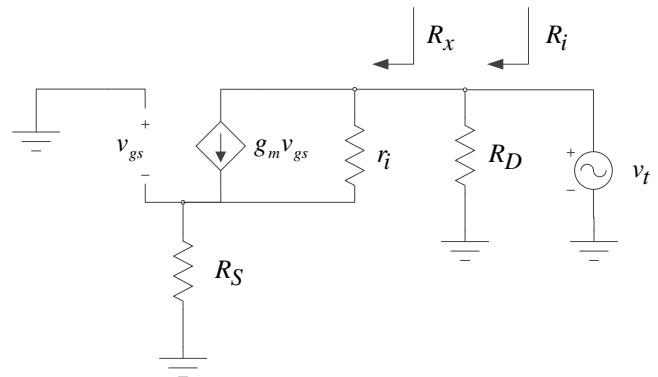 R_x
R_i
+
v_gs
-
g_m v_gs
r_i
R_D
+
-
v_t
R_S